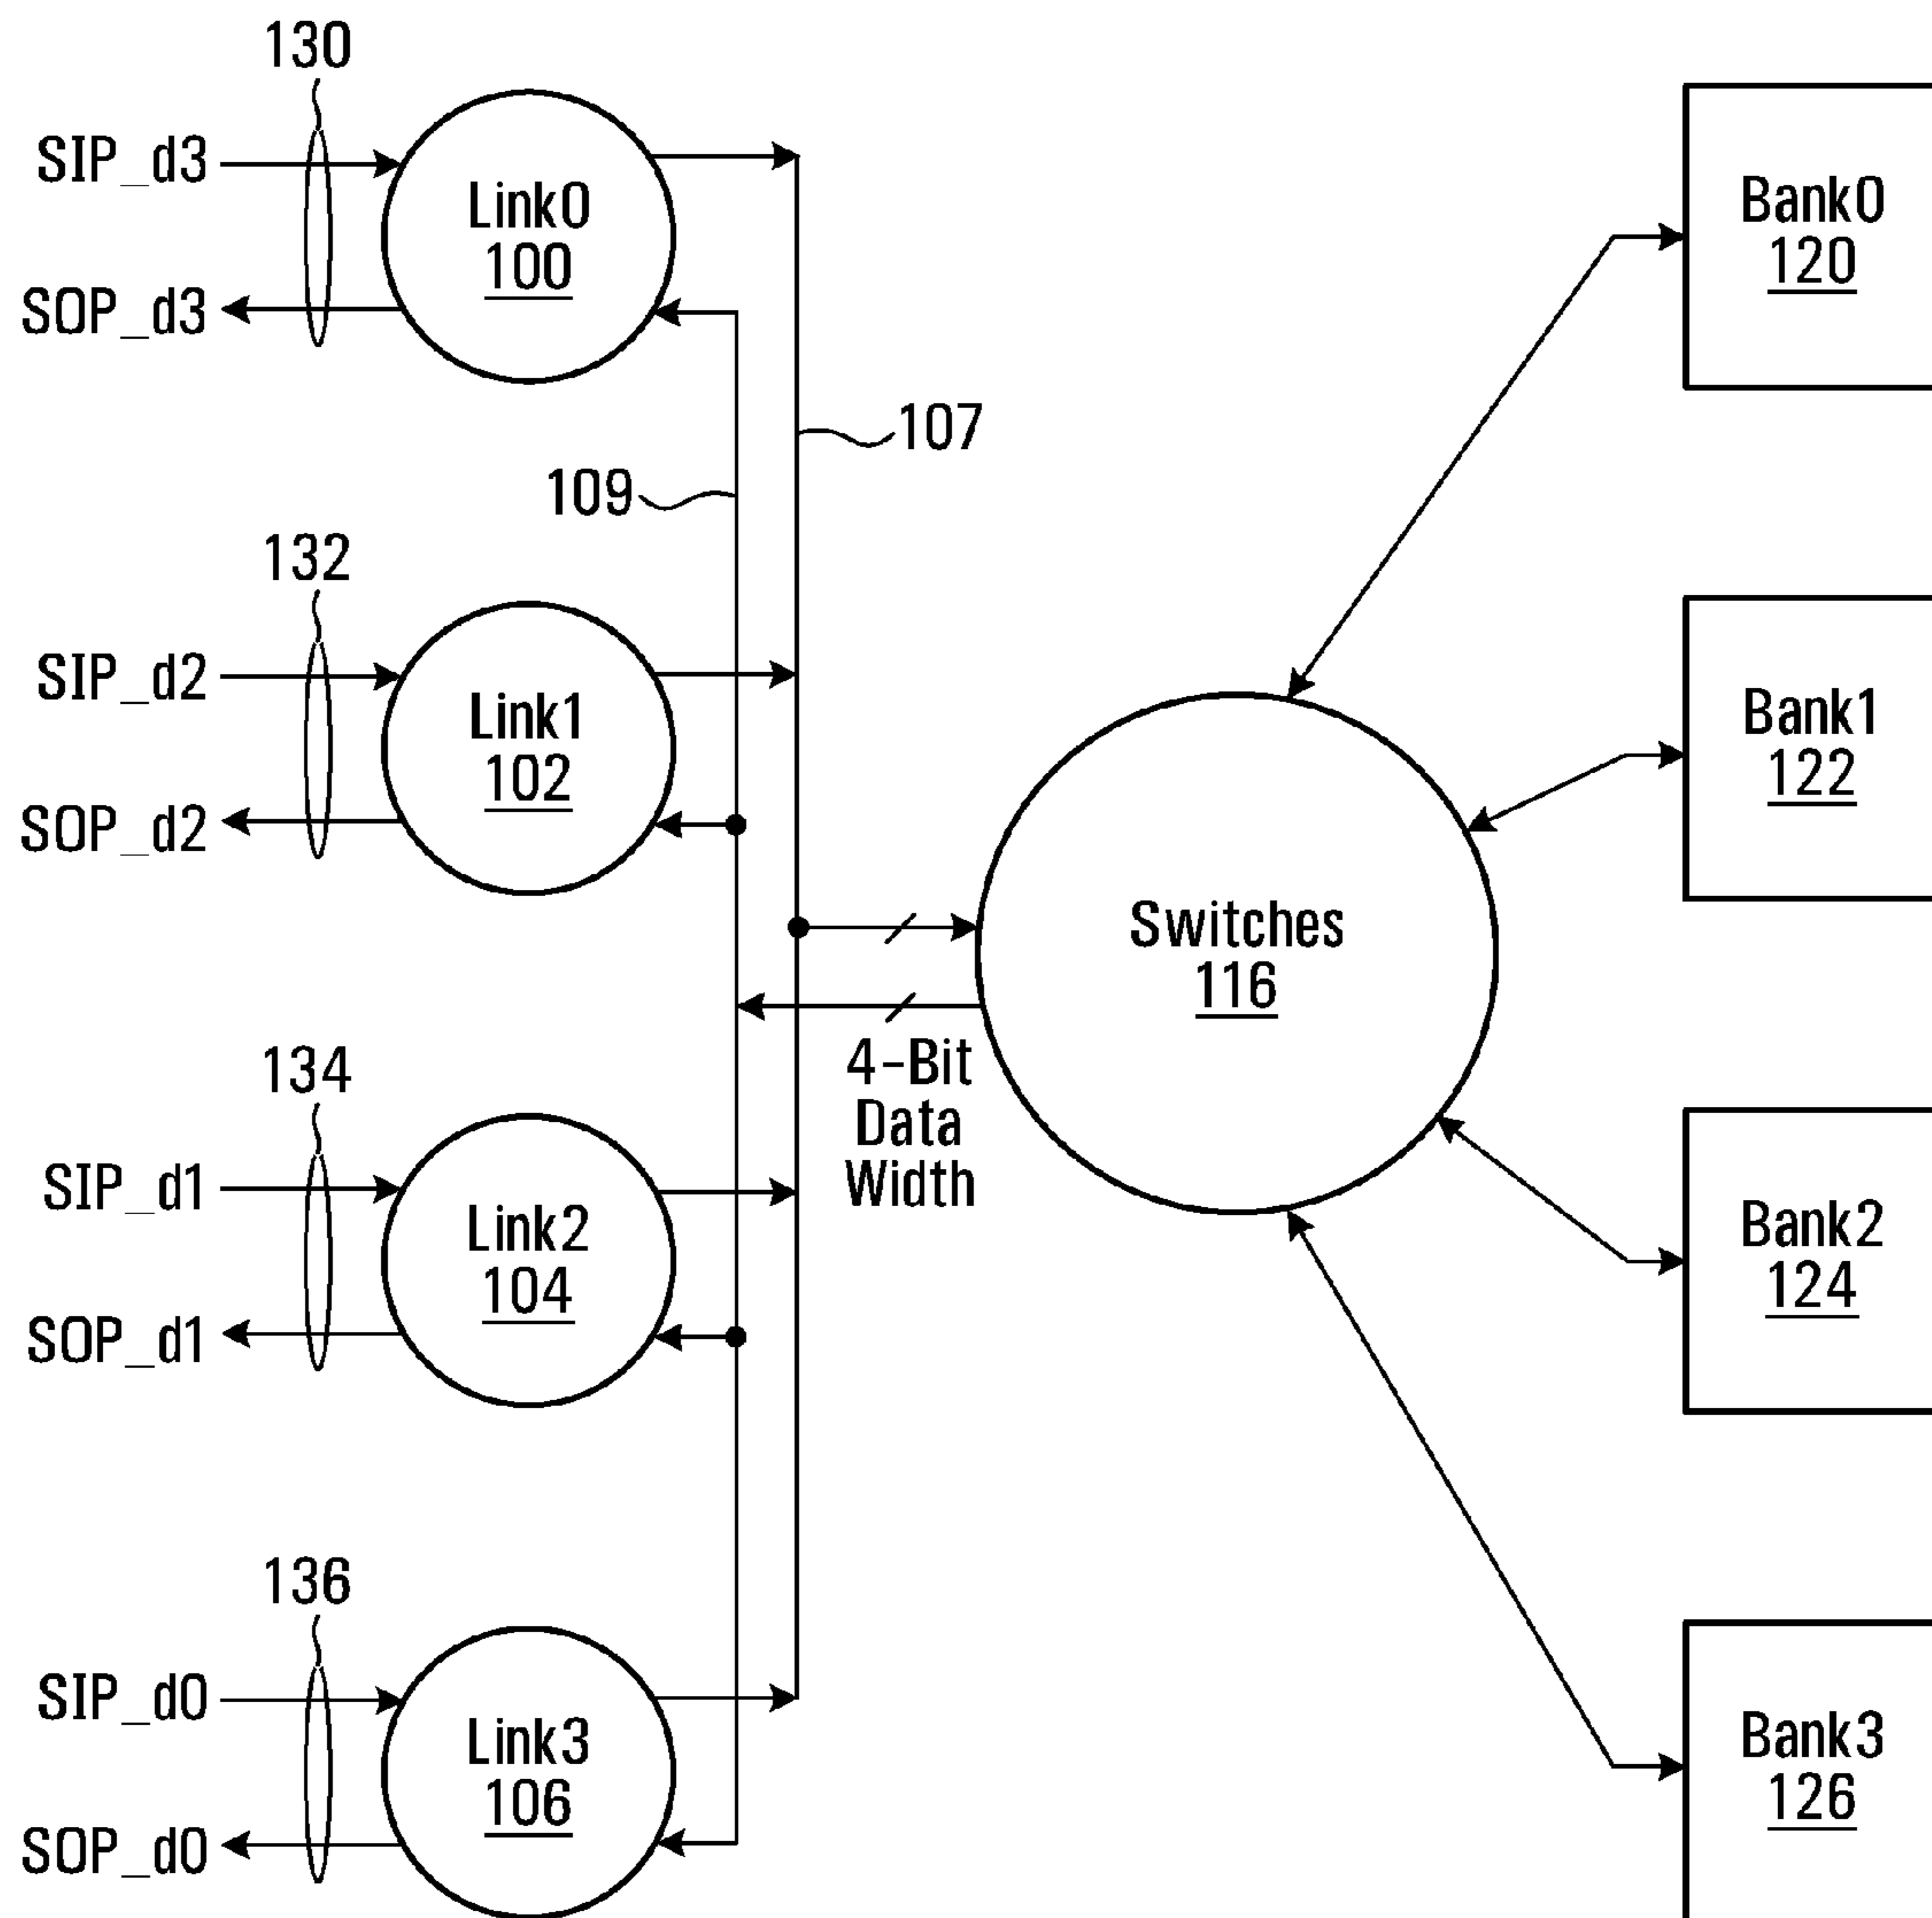 130
SIP_d3
SOP_d3
Link0
100
107
109
Bank0
120
132
SIP_d2
SOP_d2
Link1
102
Bank1
122
Switches
116
4-Bit
Data
Width
134
SIP_d1
SOP_d1
Link2
104
Bank2
124
136
SIP_d0
SOP_d0
Link3
106
Bank3
126